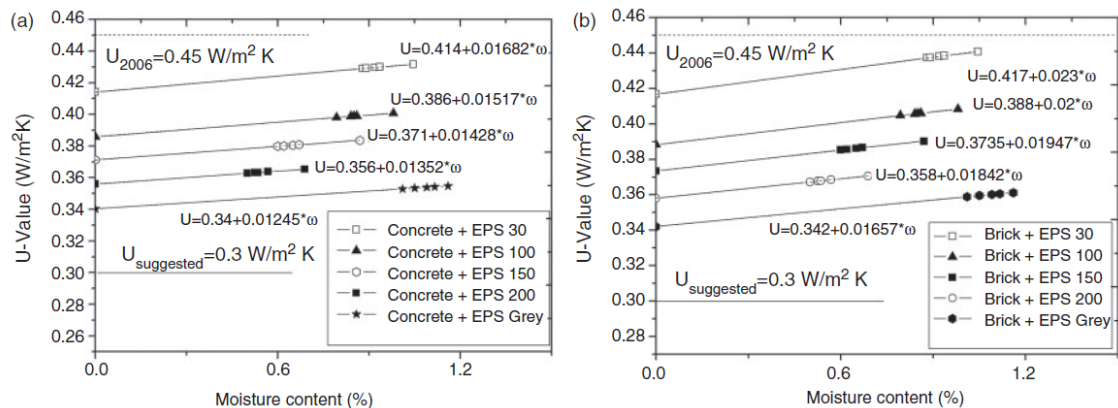 (a)
U-Value (W/m²K)
0.46
0.44
0.42
0.40
0.38
0.36
0.34
0.32
0.30
0.28
0.26
U₂₀₀₆=0.45 W/m² K
U=0.414+0.01682*ω
U=0.386+0.01517*ω
U=0.371+0.01428*ω
U=0.356+0.01352*ω
U=0.34+0.01245*ω
U_suggested=0.3 W/m² K
Concrete + EPS 30
Concrete + EPS 100
Concrete + EPS 150
Concrete + EPS 200
Concrete + EPS Grey
0.0 0.6 1.2
Moisture content (%)
(b)
U-Value (W/m²K)
0.46
0.44
0.42
0.40
0.38
0.36
0.34
0.32
0.30
0.28
0.26
U₂₀₀₆=0.45 W/m² K
U=0.417+0.023*ω
U=0.388+0.02*ω
U=0.3735+0.01947*ω
U=0.358+0.01842*ω
U=0.342+0.01657*ω
U_suggested=0.3 W/m² K
Brick + EPS 30
Brick + EPS 100
Brick + EPS 150
Brick + EPS 200
Brick + EPS Grey
0.0 0.6 1.2
Moisture content (%)